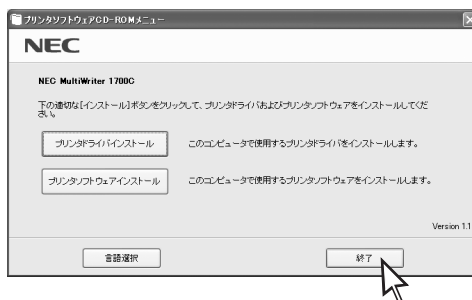 プリンタソフトウェアCD-ROMメニュー
NEC
NEC MultiWriter 1700C
下の適切な[インストール]ボタンをクリックして、プリンタドライバおよびプリンタソフトウェアをインストールしてくだ
さい。
プリンタドライバインストール このコンピュータで使用するプリンタドライバをインストールします。
プリンタソフトウェアインストール このコンピュータで使用するプリンタソフトウェアをインストールします。
Version 1.1
言語選択 終了